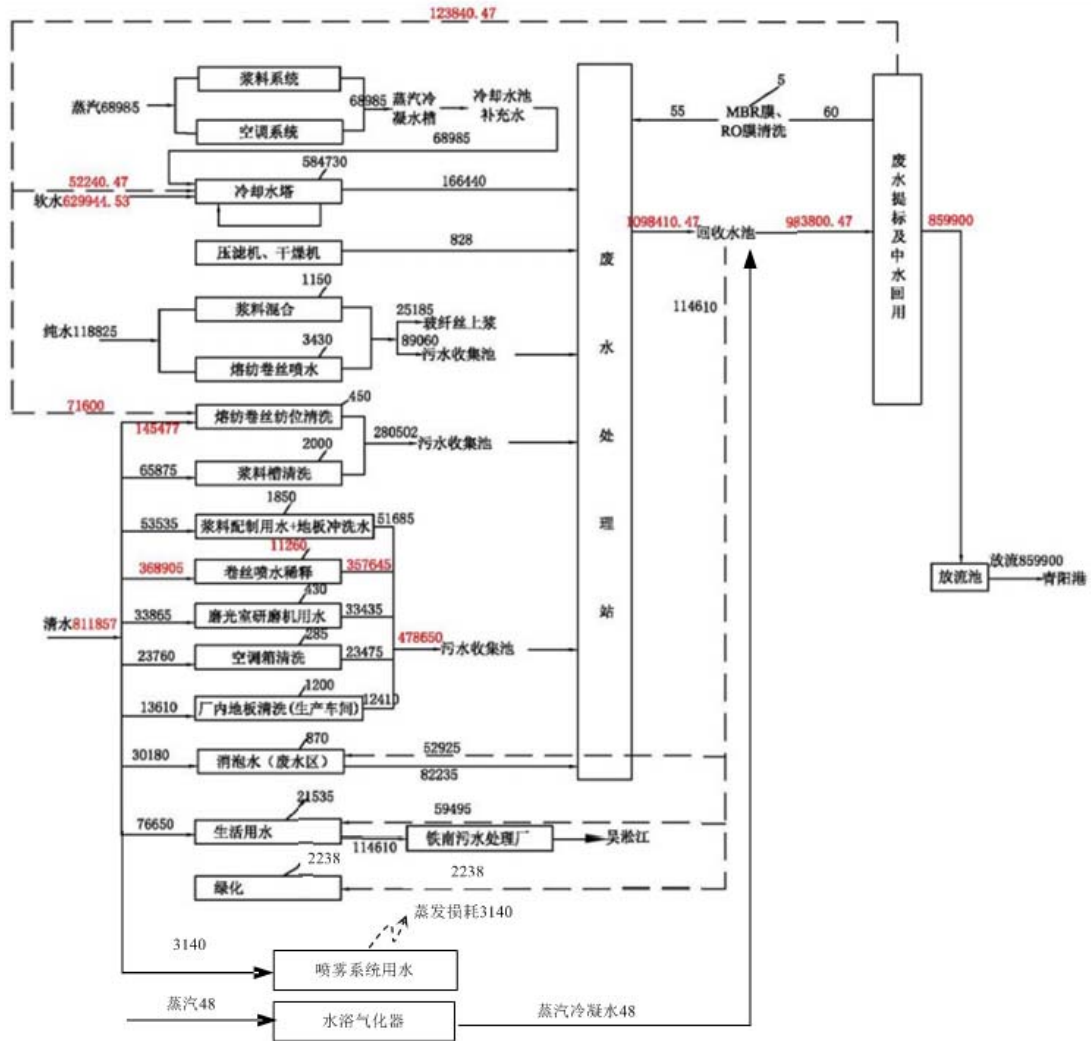 123840.47
浆料系统
蒸汽68985
空调系统
68985
蒸汽冷
凝水槽
冷却水池
补充水
68985
5
55
MBR膜、
RO膜清洗
60
584730
52240.47
软水629944.53
冷却水塔
166440
1098410.47
回收水池
983800.47
859900
压滤机、干燥机
828
废水处理站
废水提标及中水回用
114610
1150
浆料混合
纯水118825
3430
熔纺卷丝喷水
25185
玻纤丝上浆
89060
污水收集池
71600
450
熔纺卷丝纺位清洗
145477
2000
280502
污水收集池
65875
浆料槽清洗
1850
53535
浆料配制用水+地板冲洗水
51685
11260
368905
卷丝喷水稀释
357645
430
33865
磨光室研磨机用水
33435
清水811857
285
23760
空调箱清洗
23475
478650
污水收集池
1200
13610
厂内地板清洗(生产车间)
12410
870
30180
消泡水（废水区）
52925
82235
放流池
放流859900
青阳港
21535
76650
生活用水
59495
114610
铁南污水处理厂
吴淞江
2238
绿化
2238
蒸发损耗3140
3140
喷雾系统用水
蒸汽48
水浴气化器
蒸汽冷凝水48